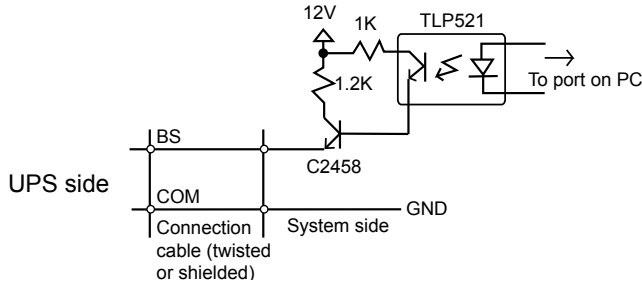 12V
1K
TLP521
1.2K
To port on PC
BS
C2458
UPS side
COM
GND
Connection
cable (twisted
or shielded)
System side